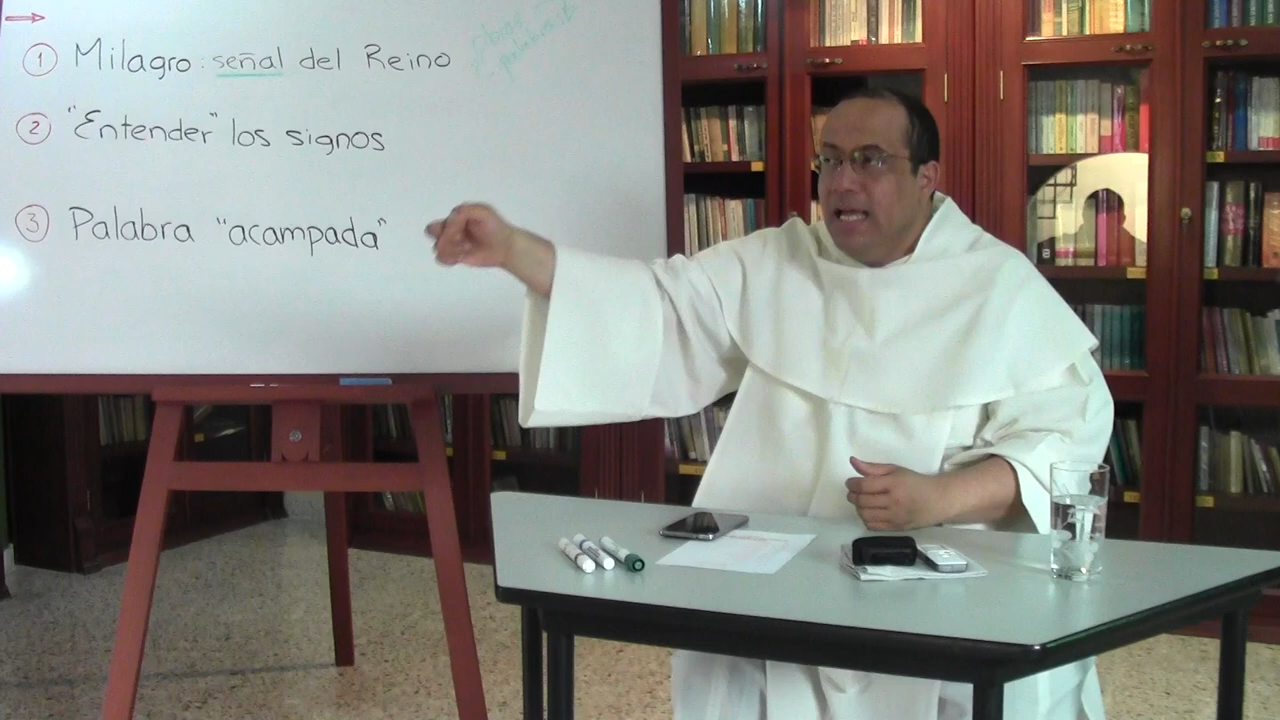 1 Milagro: señal del Reino
2 "Entender" los signos
3 Palabra "acampada"